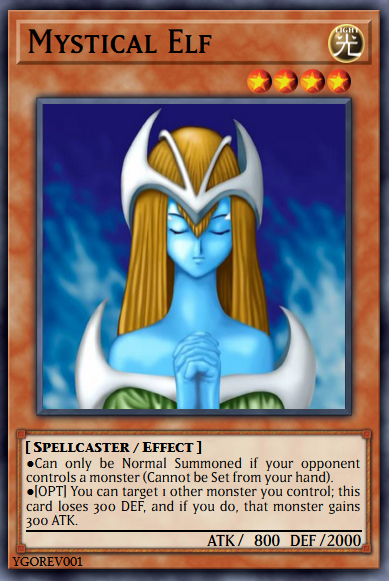 Mystical Elf
LIGHT
光
[ Spellcaster / Effect ]
●Can only be Normal Summoned if your opponent
controls a monster (Cannot be Set from your hand).
●[OPT] You can target 1 other monster you control; this
card loses 300 DEF, and if you do, that monster gains
300 ATK.
ATK/ 800 DEF/2000
YGOREV001